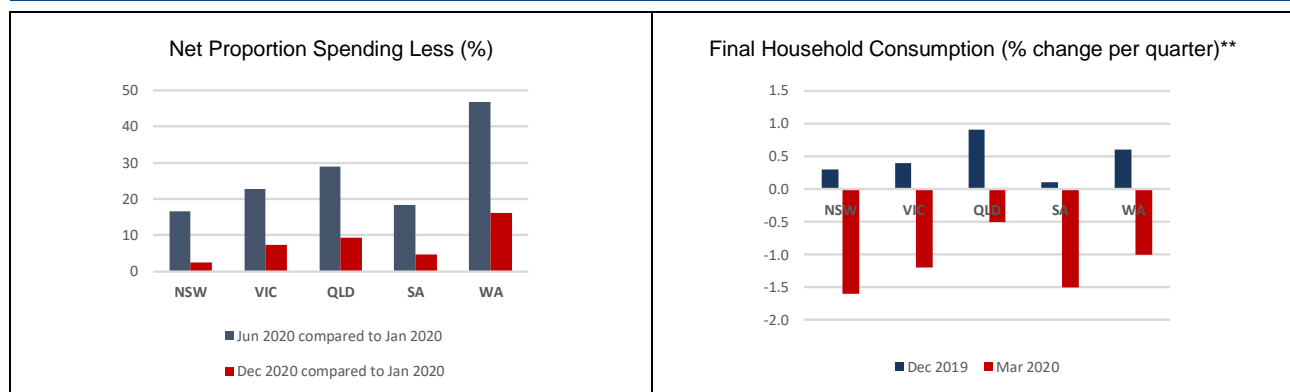 Net Proportion Spending Less (%)
50
40
30
20
10
0
NSW VIC QLD SA WA
Jun 2020 compared to Jan 2020
Dec 2020 compared to Jan 2020
Final Household Consumption (% change per quarter)**
1.5
1.0
0.5
0.0
NSW VIC QLD SA WA
-0.5
-1.0
-1.5
-2.0
Dec 2019 Mar 2020